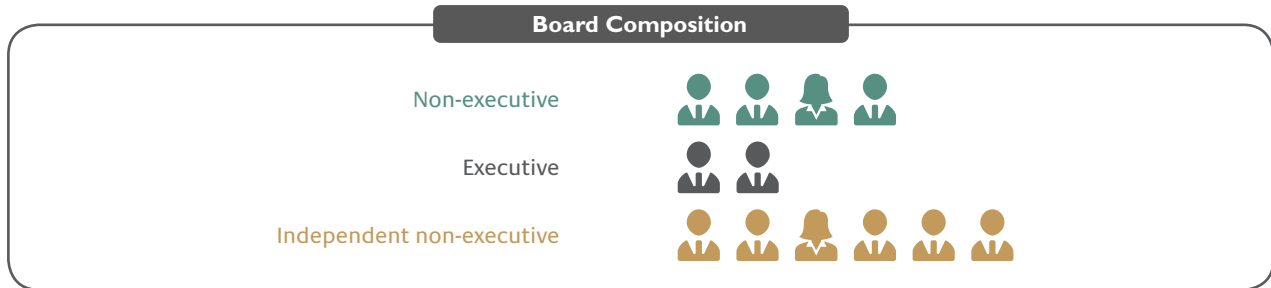 Board Composition
Non-executive
Executive
Independent non-executive